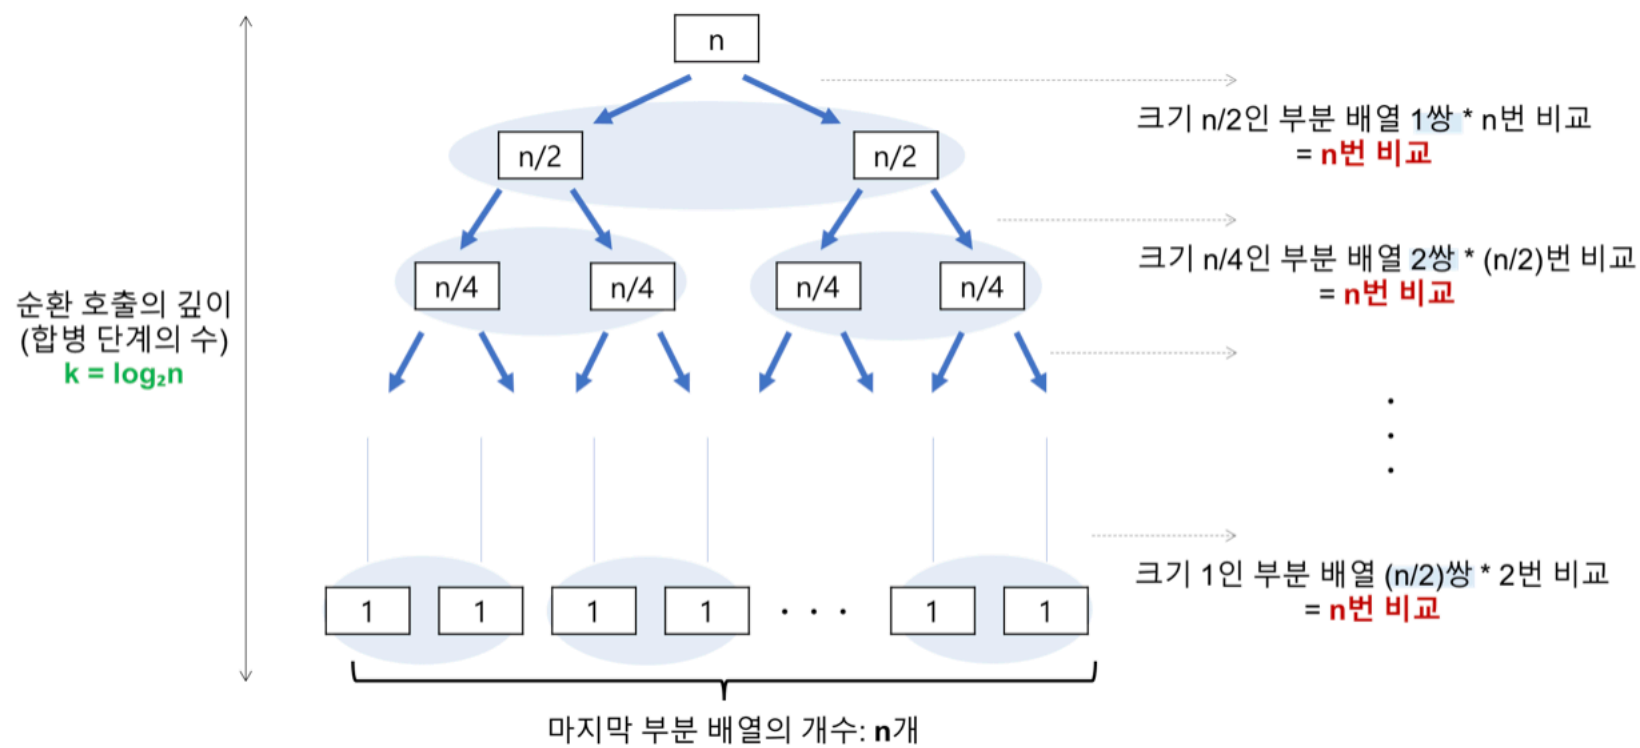 n
크기 n/2인 부분 배열 1쌍 * n번 비교
= n번 비교
n/2
n/2
크기 n/4인 부분 배열 2쌍 * (n/2)번 비교
= n번 비교
n/4
n/4
n/4
n/4
순환 호출의 깊이
(합병 단계의 수)
k = log₂n
크기 1인 부분 배열 (n/2)쌍 * 2번 비교
= n번 비교
1
1
1
1
· · ·
1
1
마지막 부분 배열의 개수: n개